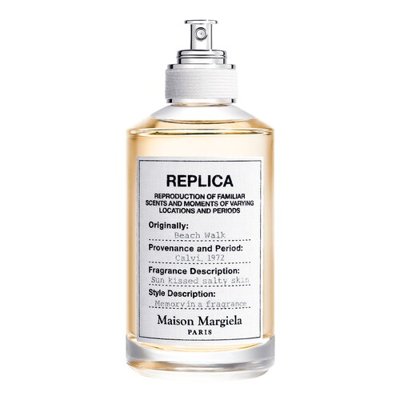 REPLICA
REPRODUCTION OF FAMILIAR
SCENTS AND MOMENTS OF VARYING
LOCATIONS AND PERIODS
Originally:
Beach Walk
Provenance and Period:
Calvi, 1972
Fragrance Description:
Sun kissed salty skin
Style Description:
Memory in a fragrance
Maison Margiela
PARIS